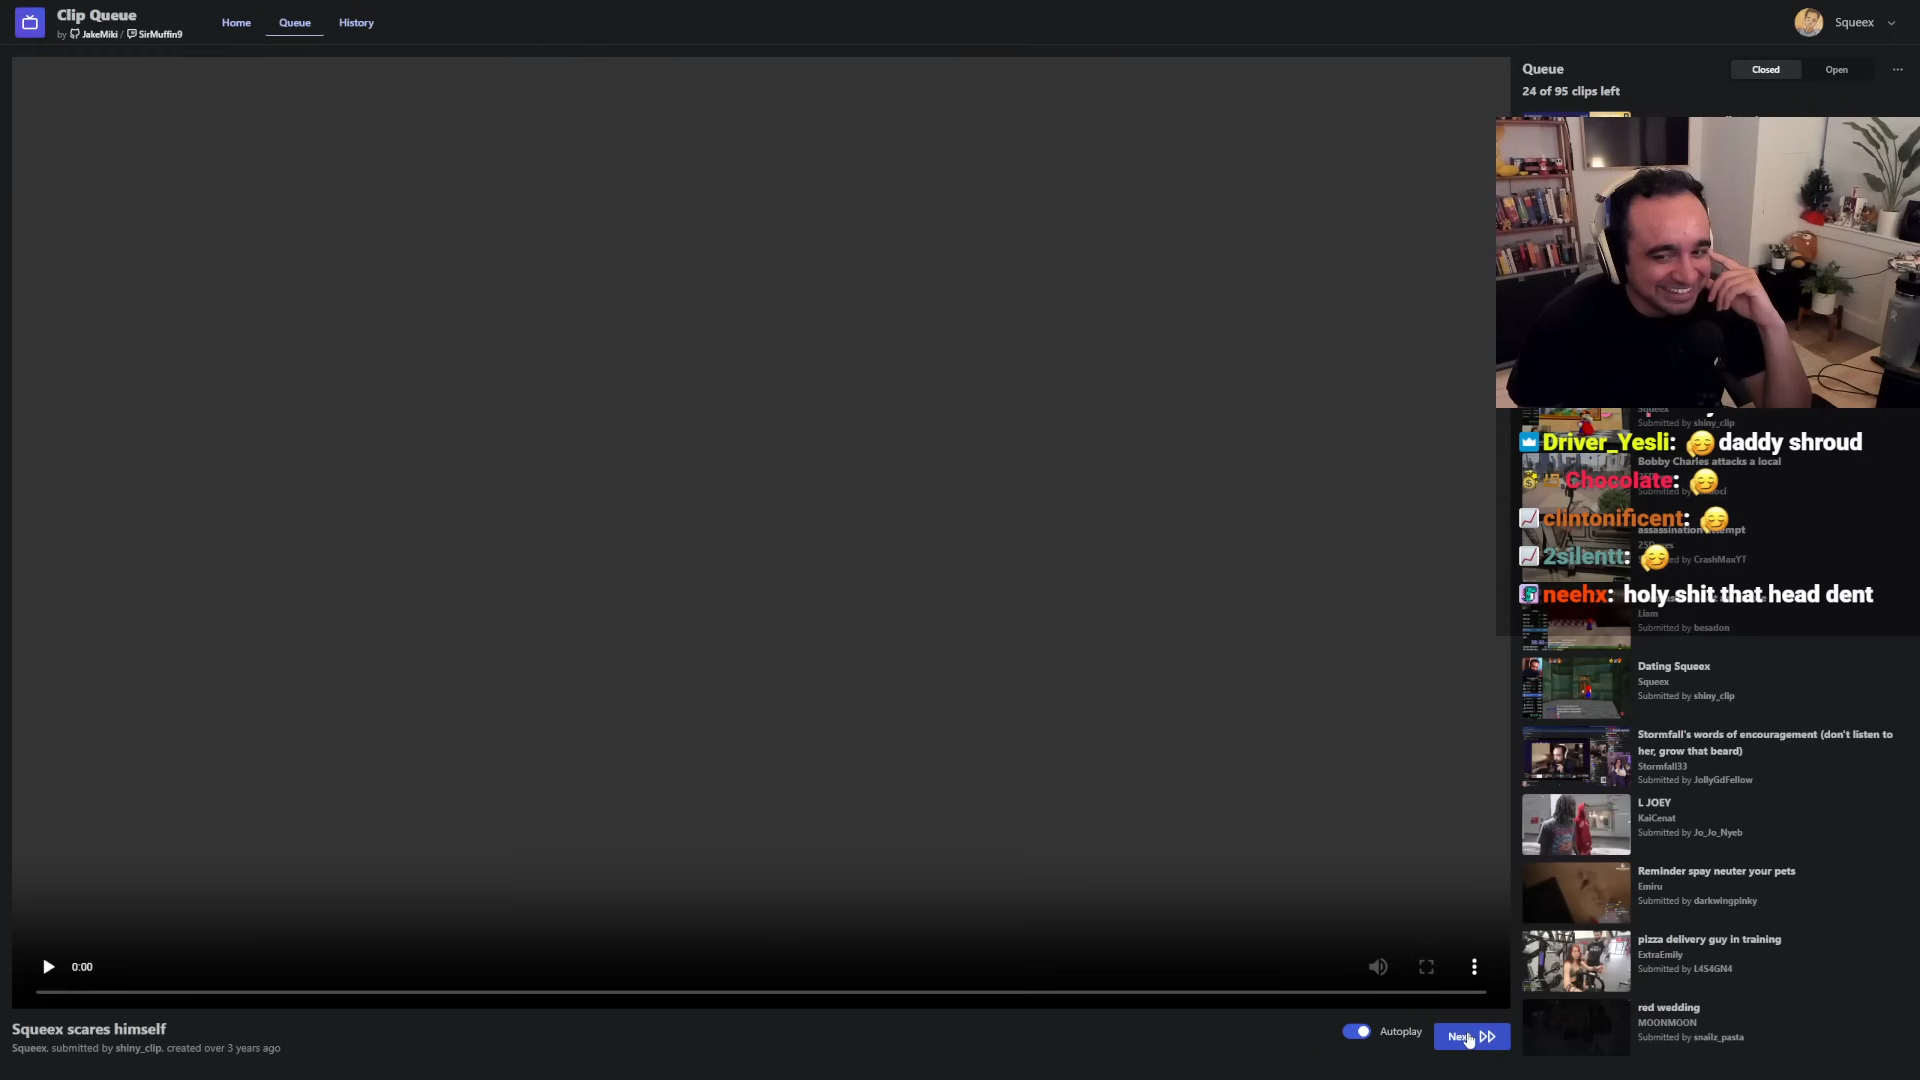 Clip Queue
by JakeMiki / SirMuffin9
Home
Queue
History
Squeex
Queue
Closed
Open
24 of 95 clips left
Squeex
Submitted by shiny_clip
Driver_Yesli: daddy shroud
Bobby Charles attacks a local
Chocolate:
clintonificent:
2silentt:
by CrashMaxYT
neehx: holy shit that head dent
Liam
Submitted by besadon
Dating Squeex
Squeex
Submitted by shiny_clip
Stormfall's words of encouragement (don't listen to
her, grow that beard)
Stormfall33
Submitted by JollyGdFellow
L JOEY
KaiCenat
Submitted by Jo_Jo_Nyeb
Reminder spay neuter your pets
Emiru
Submitted by darkwingpinky
pizza delivery guy in training
ExtraEmily
Submitted by L4S4GN4
red wedding
MOONMOON
Submitted by snailz_pasta
0:00
Squeex scares himself
Squeex, submitted by shiny_clip, created over 3 years ago
Autoplay
Next